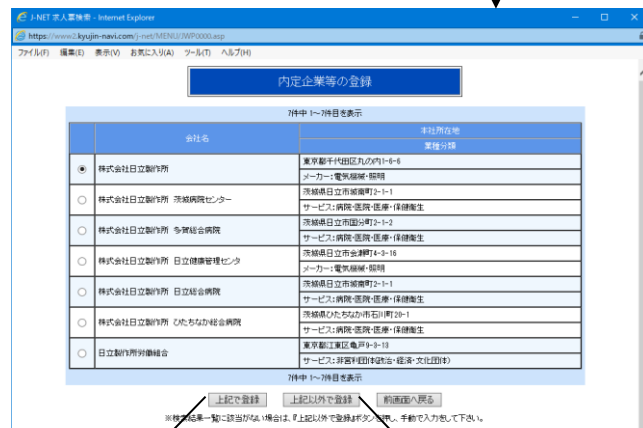 J-NET 求人票検索 - Internet Explorer
https://www2.kyujin-navi.com/j-net/MENU/JWP0000.asp
ファイル(F) 編集(E) 表示(V) お気に入り(A) ツール(T) ヘルプ(H)
内定企業等の登録
7件中 1~7件目を表示
会社名
本社所在地
業種分類
株式会社日立製作所
東京都千代田区丸の内1-6-6
メーカー:電気機械・照明
株式会社日立製作所 茨城病院センター
茨城県日立市城南町2-1-1
サービス:病院・医院・医療・保健衛生
株式会社日立製作所 多賀総合病院
茨城県日立市国分町2-1-2
サービス:病院・医院・医療・保健衛生
株式会社日立製作所 日立健康管理センタ
茨城県日立市会瀬町4-3-16
メーカー:電気機械・照明
株式会社日立製作所 日立総合病院
茨城県日立市城南町2-1-1
サービス:病院・医院・医療・保健衛生
株式会社日立製作所 ひたちなか総合病院
茨城県ひたちなか市石川町20-1
サービス:病院・医院・医療・保健衛生
日立製作所労働組合
東京都江東区亀戸9-3-13
サービス:非営利団体(政治・経済・文化団体)
7件中 1~7件目を表示
上記で登録 上記以外で登録 前画面へ戻る
※検索結果一覧に該当がない場合は、『上記以外で登録』ボタンを押し、手動で入力をして下さい。